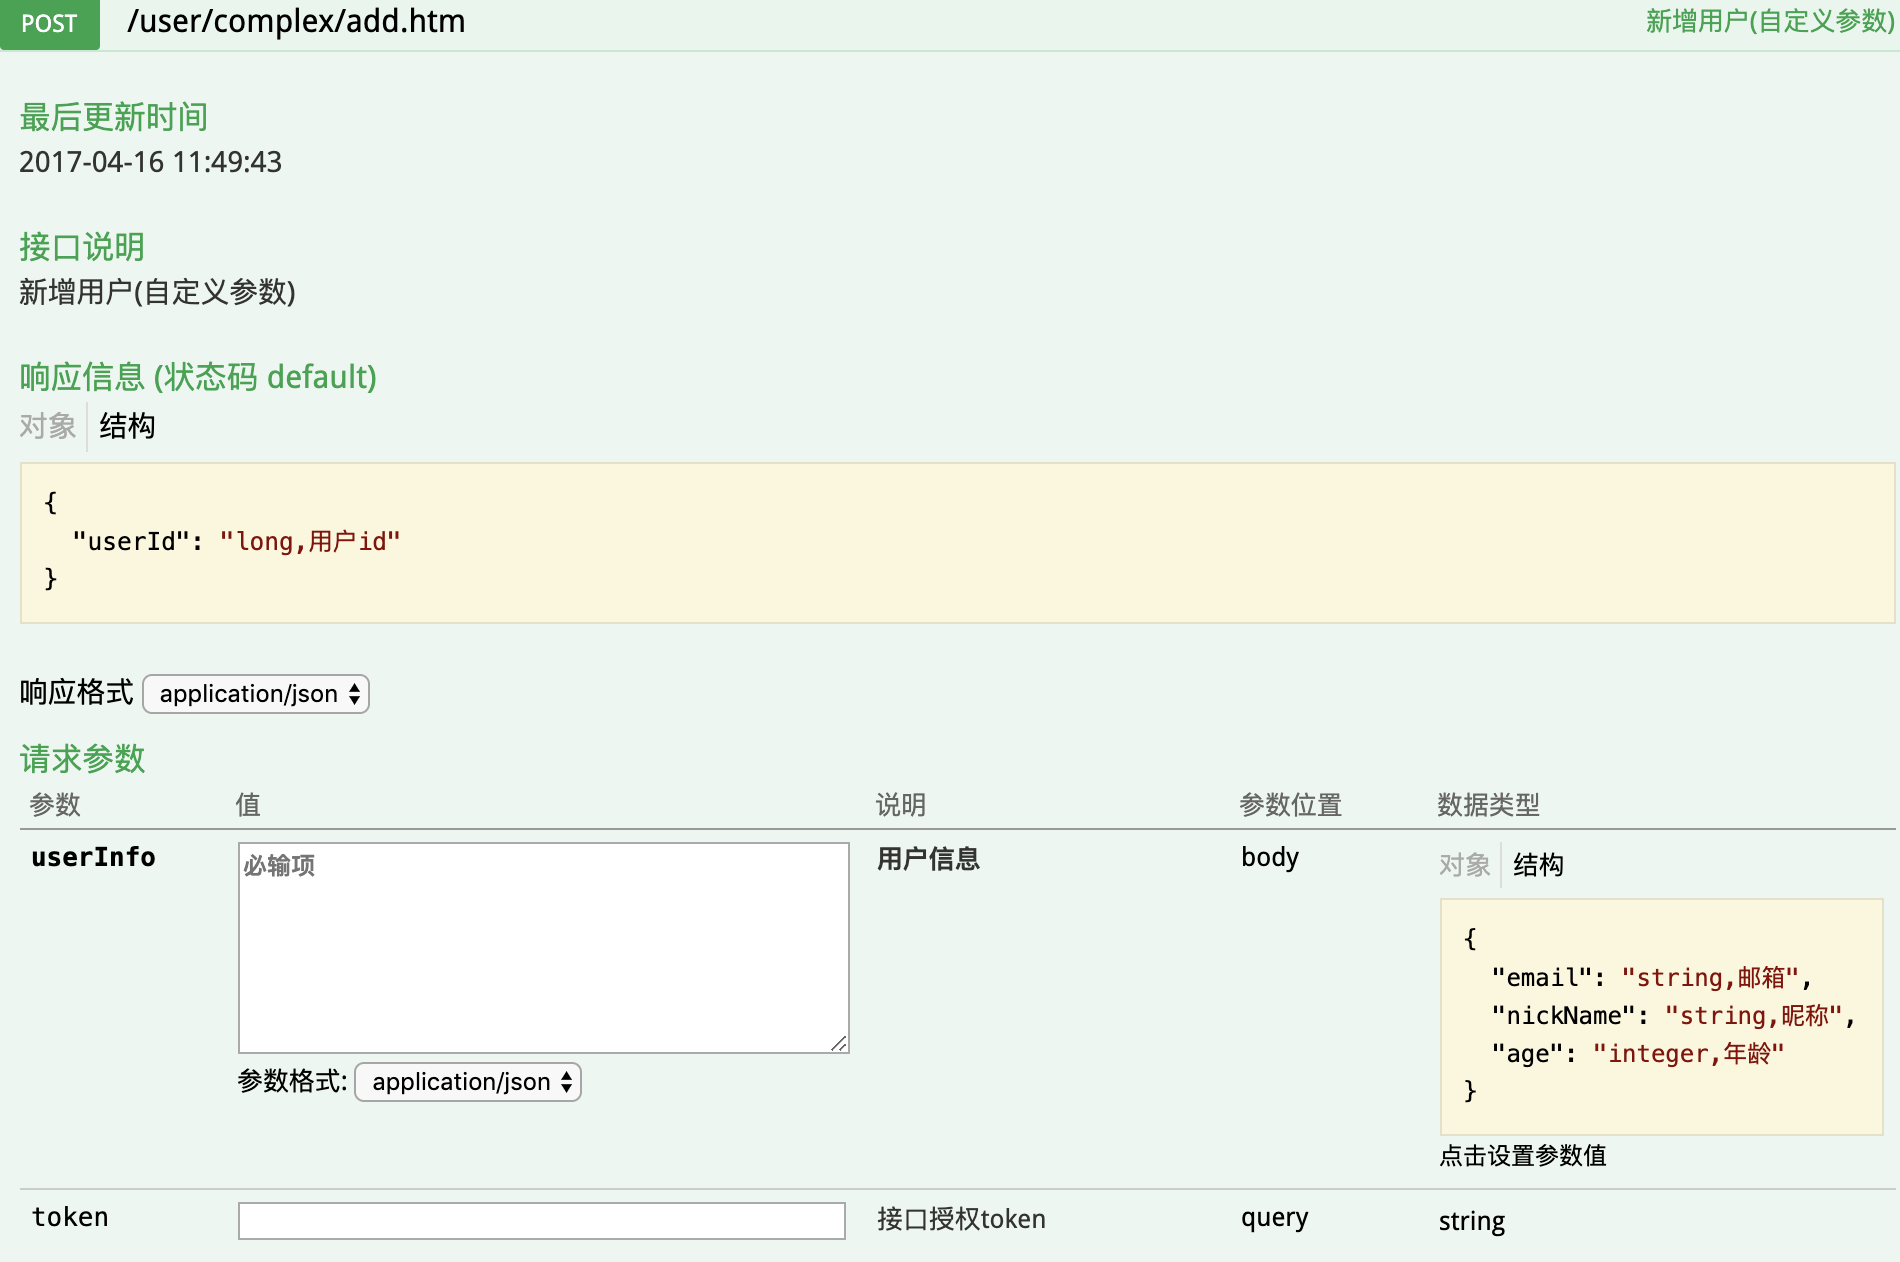 POST /user/complex/add.htm 新增用户(自定义参数)
最后更新时间
2017-04-16 11:49:43
接口说明
新增用户(自定义参数)
响应信息 (状态码 default)
对象 结构
{
"userId": "long,用户id"
}
响应格式 application/json
请求参数
参数 值 说明 参数位置 数据类型
userInfo 必输项 用户信息 body 对象 结构
{
"email": "string,邮箱",
"nickName": "string,昵称",
"age": "integer,年龄"
}
参数格式: application/json
点击设置参数值
token 接口授权token query string